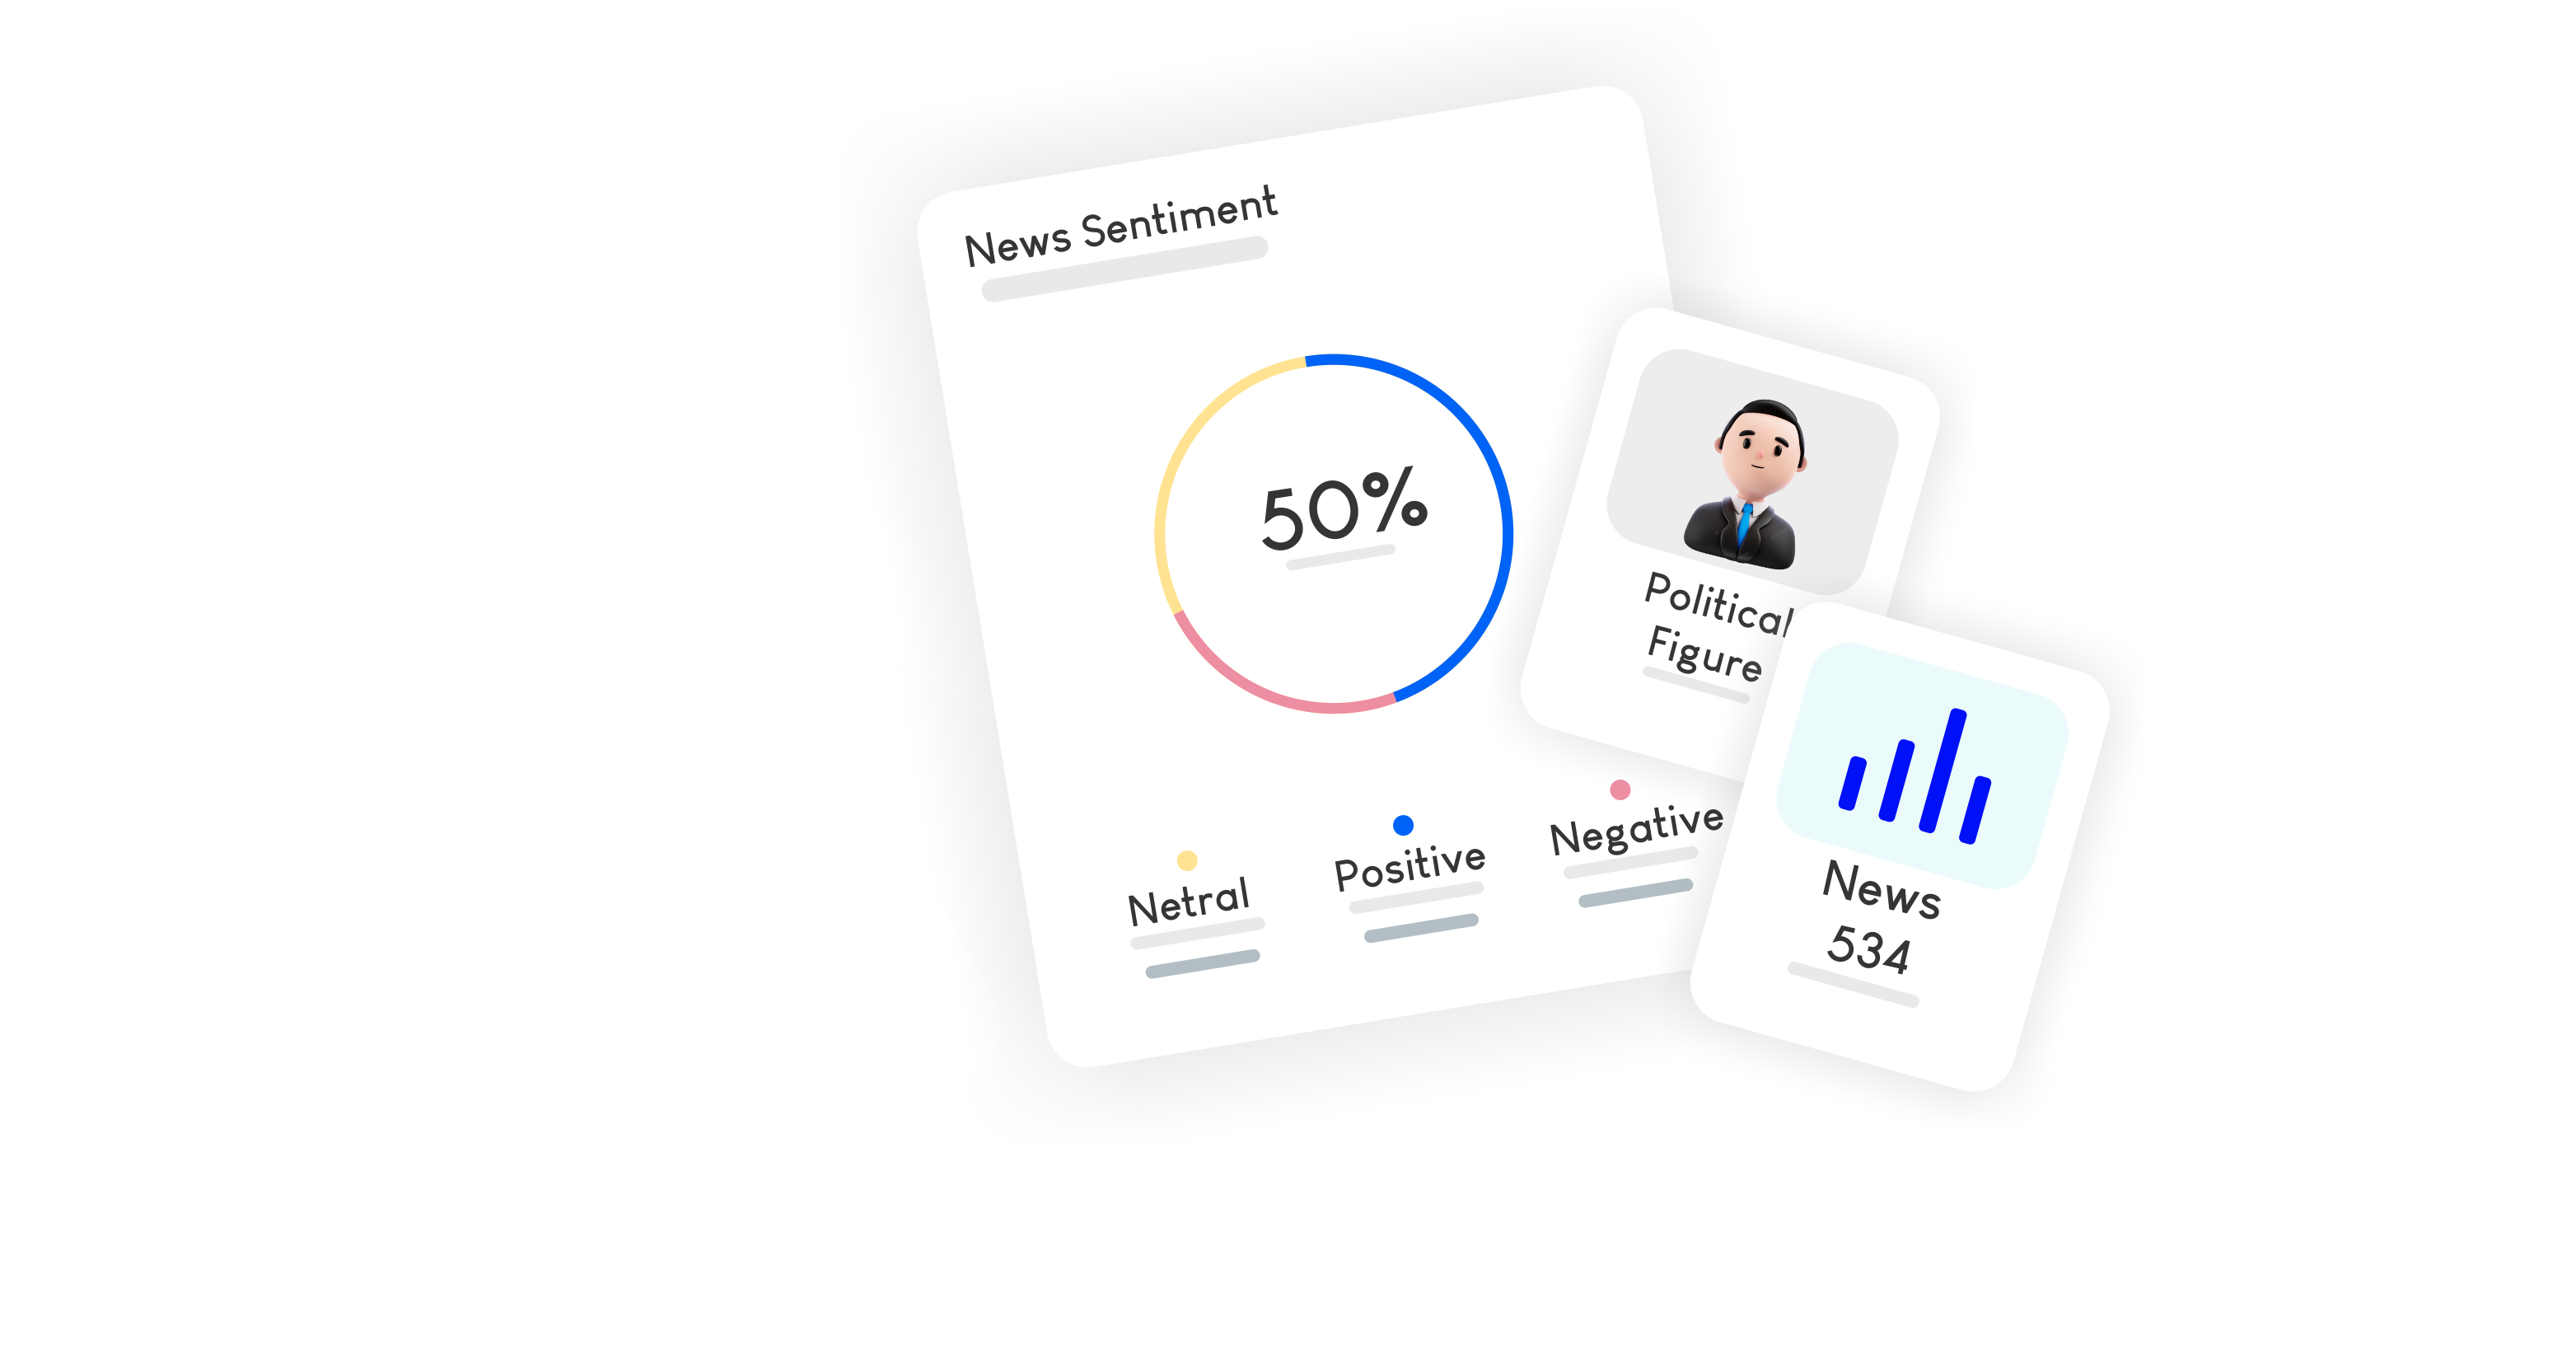 News Sentiment
50%
Netral
Positive
Negative
Political
Figure
News
534